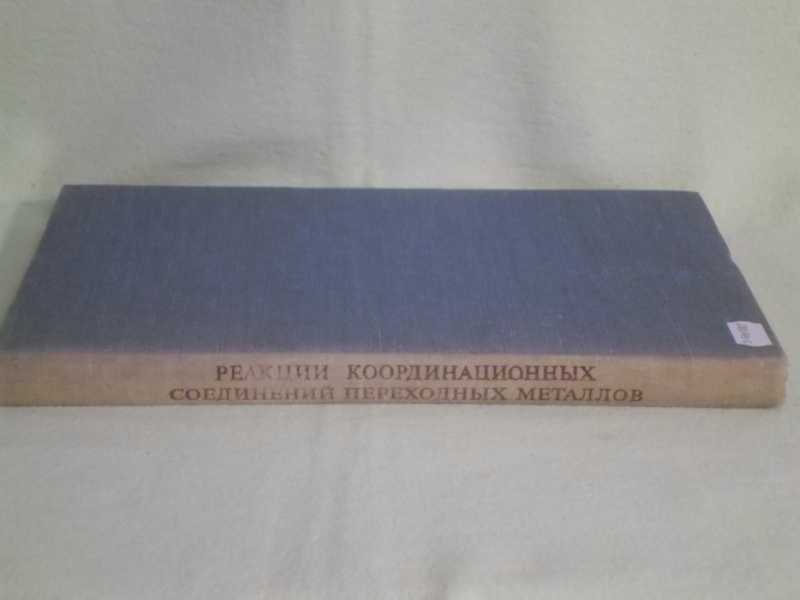 РЕАКЦИИ КООРДИНАЦИОННЫХ
СОЕДИНЕНИЙ ПЕРЕХОДНЫХ МЕТАЛЛОВ